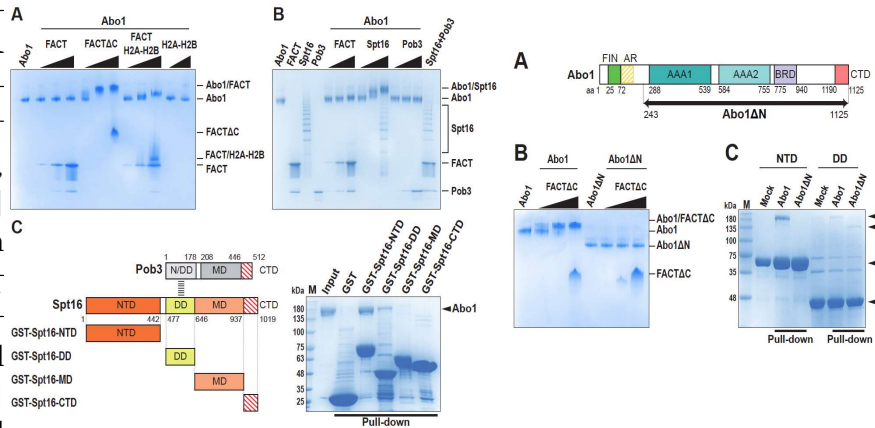 A
Abo1
Abo1
FACT
FACTΔC
FACT
H2A-H2B
H2A-H2B
Abo1/FACT
Abo1
FACTΔC
FACT/H2A-H2B
FACT
B
Abo1
Abo1
FACT
Spt16
Pob3
FACT
Spt16
Pob3
Spt16+Pob3
Abo1/Spt16
Abo1
Spt16
FACT
Pob3
C
1 178 208 446 512
Pob3 N/DD MD CTD
Spt16 NTD DD MD CTD
1 442 477 646 937 1019
GST-Spt16-NTD NTD
GST-Spt16-DD DD
GST-Spt16-MD MD
GST-Spt16-CTD
kDa M Input GST GST-Spt16-NTD GST-Spt16-DD GST-Spt16-MD GST-Spt16-CTD
180
135
100
75
63
48
35
25
Abo1
Pull-down
A
FIN AR
Abo1 AAA1 AAA2 BRD CTD
aa 1 25 72 288 539 584 755 775 940 1190 1125
Abo1ΔN
243 1125
B
Abo1 Abo1ΔN
Abo1 FACTΔC Abo1ΔN FACTΔC
Abo1/FACTΔC
Abo1
Abo1ΔN
FACTΔC
C
NTD DD
kDa M Mock Abo1 Abo1ΔN Mock Abo1 Abo1ΔN
180
135
100
75
63
48
Pull-down Pull-down